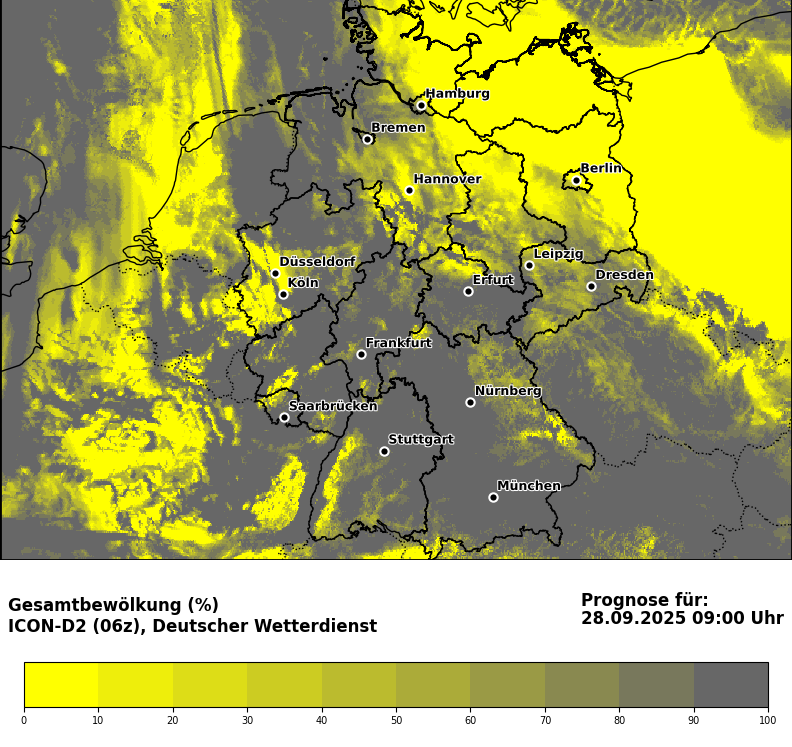 Hamburg
Bremen
Berlin
Hannover
Leipzig
Düsseldorf
Dresden
Köln
Erfurt
Frankfurt
Nürnberg
Saarbrücken
Stuttgart
München
Gesamtbewölkung (%)
ICON-D2 (06z), Deutscher Wetterdienst
Prognose für:
28.09.2025 09:00 Uhr
0 10 20 30 40 50 60 70 80 90 100